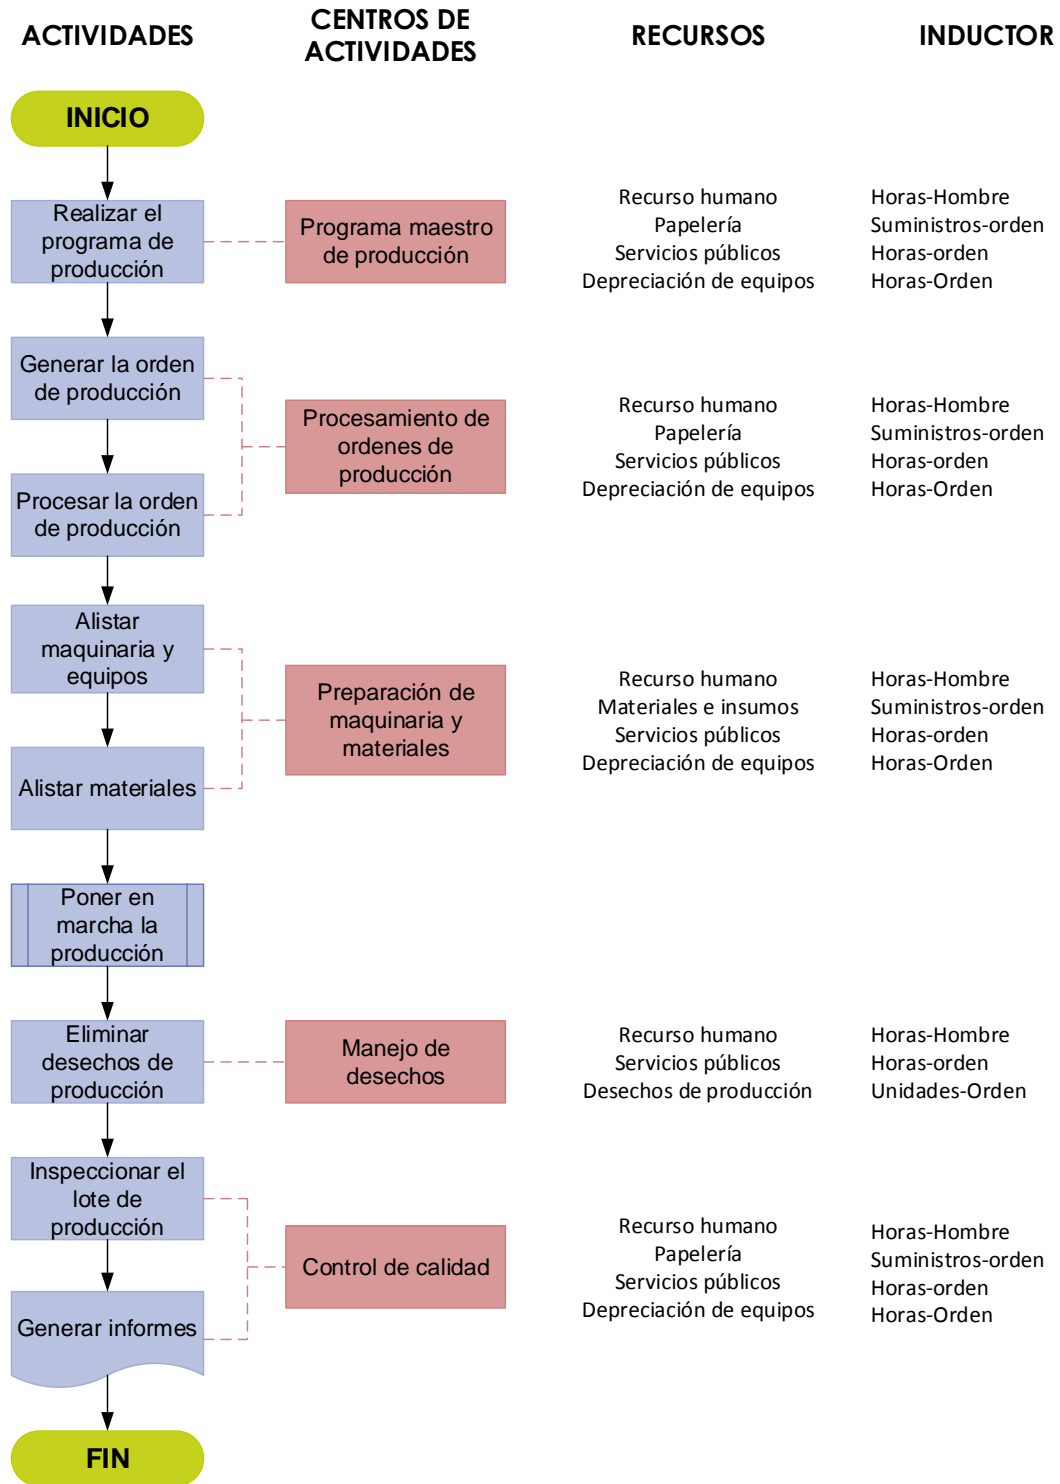 ACTIVIDADES
CENTROS DE
ACTIVIDADES
RECURSOS
INDUCTOR
INICIO
Realizar el
programa de
producción
Programa maestro
de producción
Recurso humano
Papelería
Servicios públicos
Depreciación de equipos
Horas-Hombre
Suministros-orden
Horas-orden
Horas-Orden
Generar la orden
de producción
Procesar la orden
de producción
Procesamiento de
ordenes de
producción
Recurso humano
Papelería
Servicios públicos
Depreciación de equipos
Horas-Hombre
Suministros-orden
Horas-orden
Horas-Orden
Alistar
maquinaria y
equipos
Alistar materiales
Preparación de
maquinaria y
materiales
Recurso humano
Materiales e insumos
Servicios públicos
Depreciación de equipos
Horas-Hombre
Suministros-orden
Horas-orden
Horas-Orden
Poner en
marcha la
producción
Eliminar
desechos de
producción
Manejo de
desechos
Recurso humano
Servicios públicos
Desechos de producción
Horas-Hombre
Horas-orden
Unidades-Orden
Inspeccionar el
lote de
producción
Generar informes
Control de calidad
Recurso humano
Papelería
Servicios públicos
Depreciación de equipos
Horas-Hombre
Suministros-orden
Horas-orden
Horas-Orden
FIN